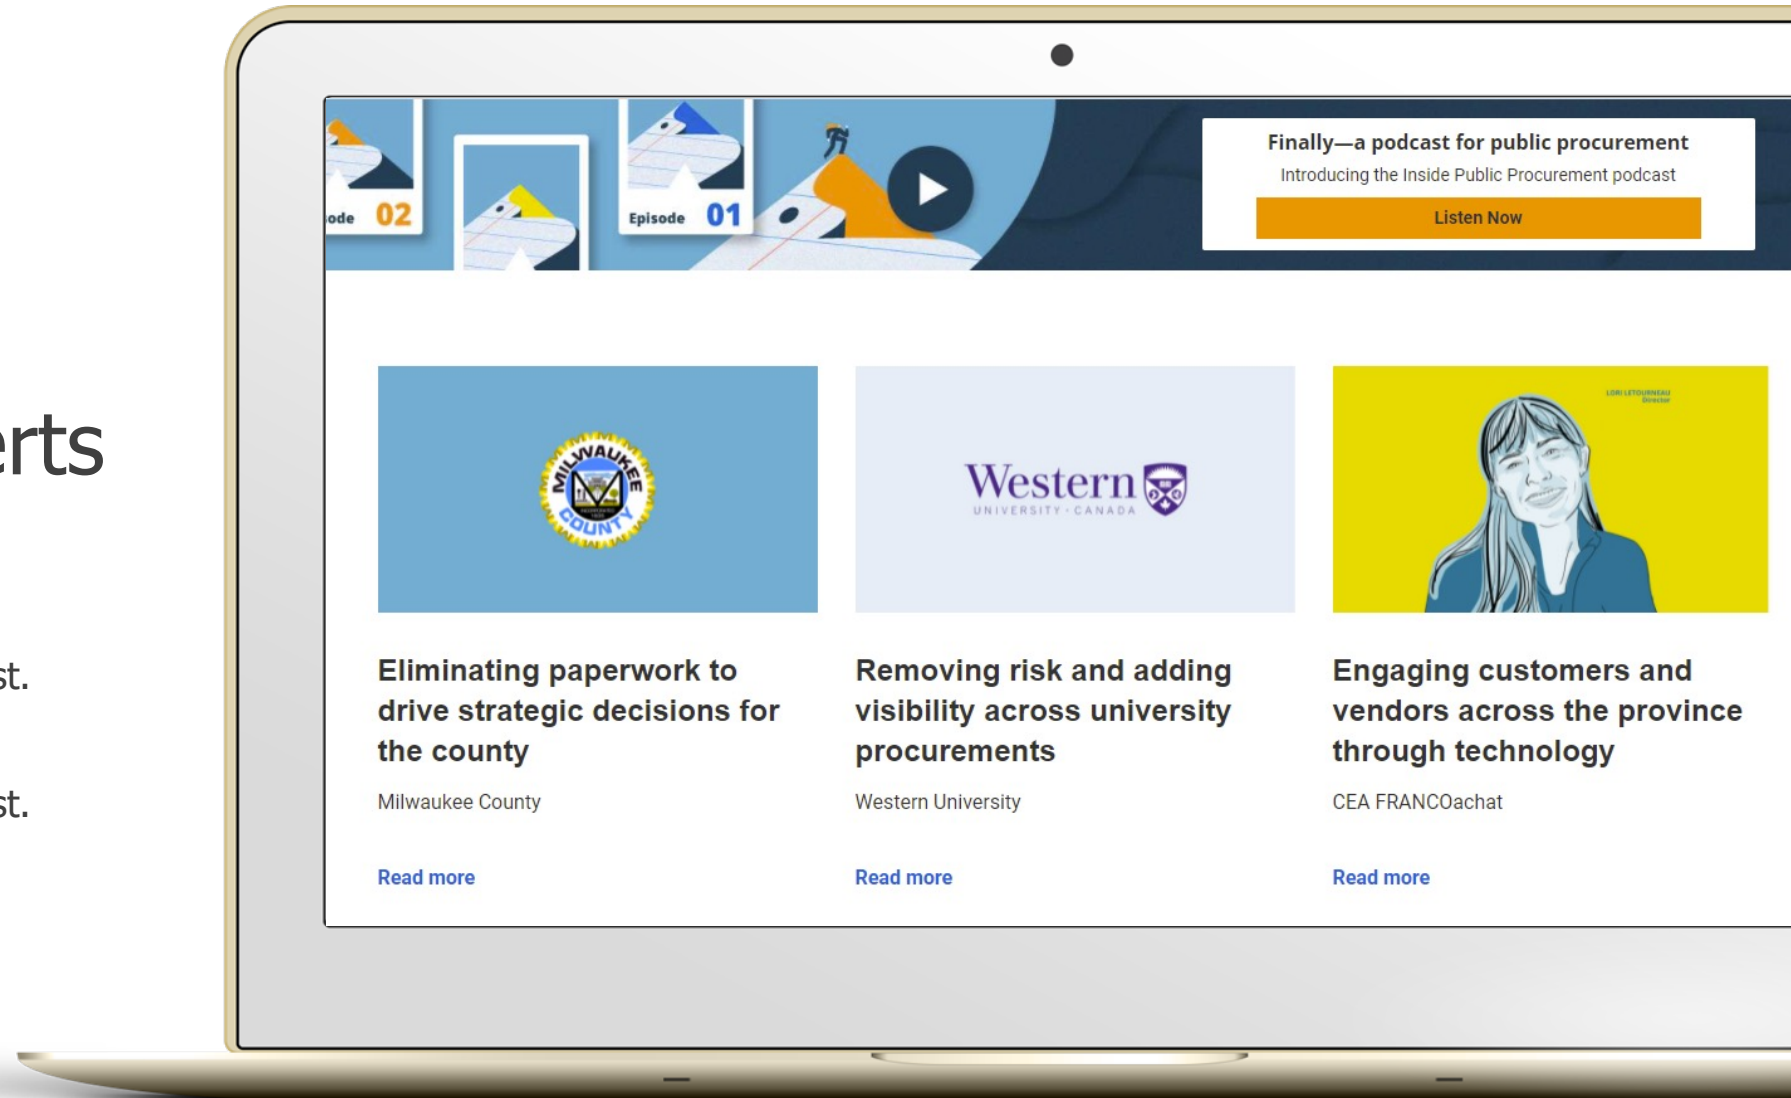 erts
st.
st.
ode 02
Episode 01
Finally—a podcast for public procurement
Introducing the Inside Public Procurement podcast
Listen Now
MILWAUKEE
COUNTY
Western
UNIVERSITY · CANADA
LORI LETOURNEAU
Director
Eliminating paperwork to
drive strategic decisions for
the county
Milwaukee County
Read more
Removing risk and adding
visibility across university
procurements
Western University
Read more
Engaging customers and
vendors across the province
through technology
CEA FRANCOachat
Read more